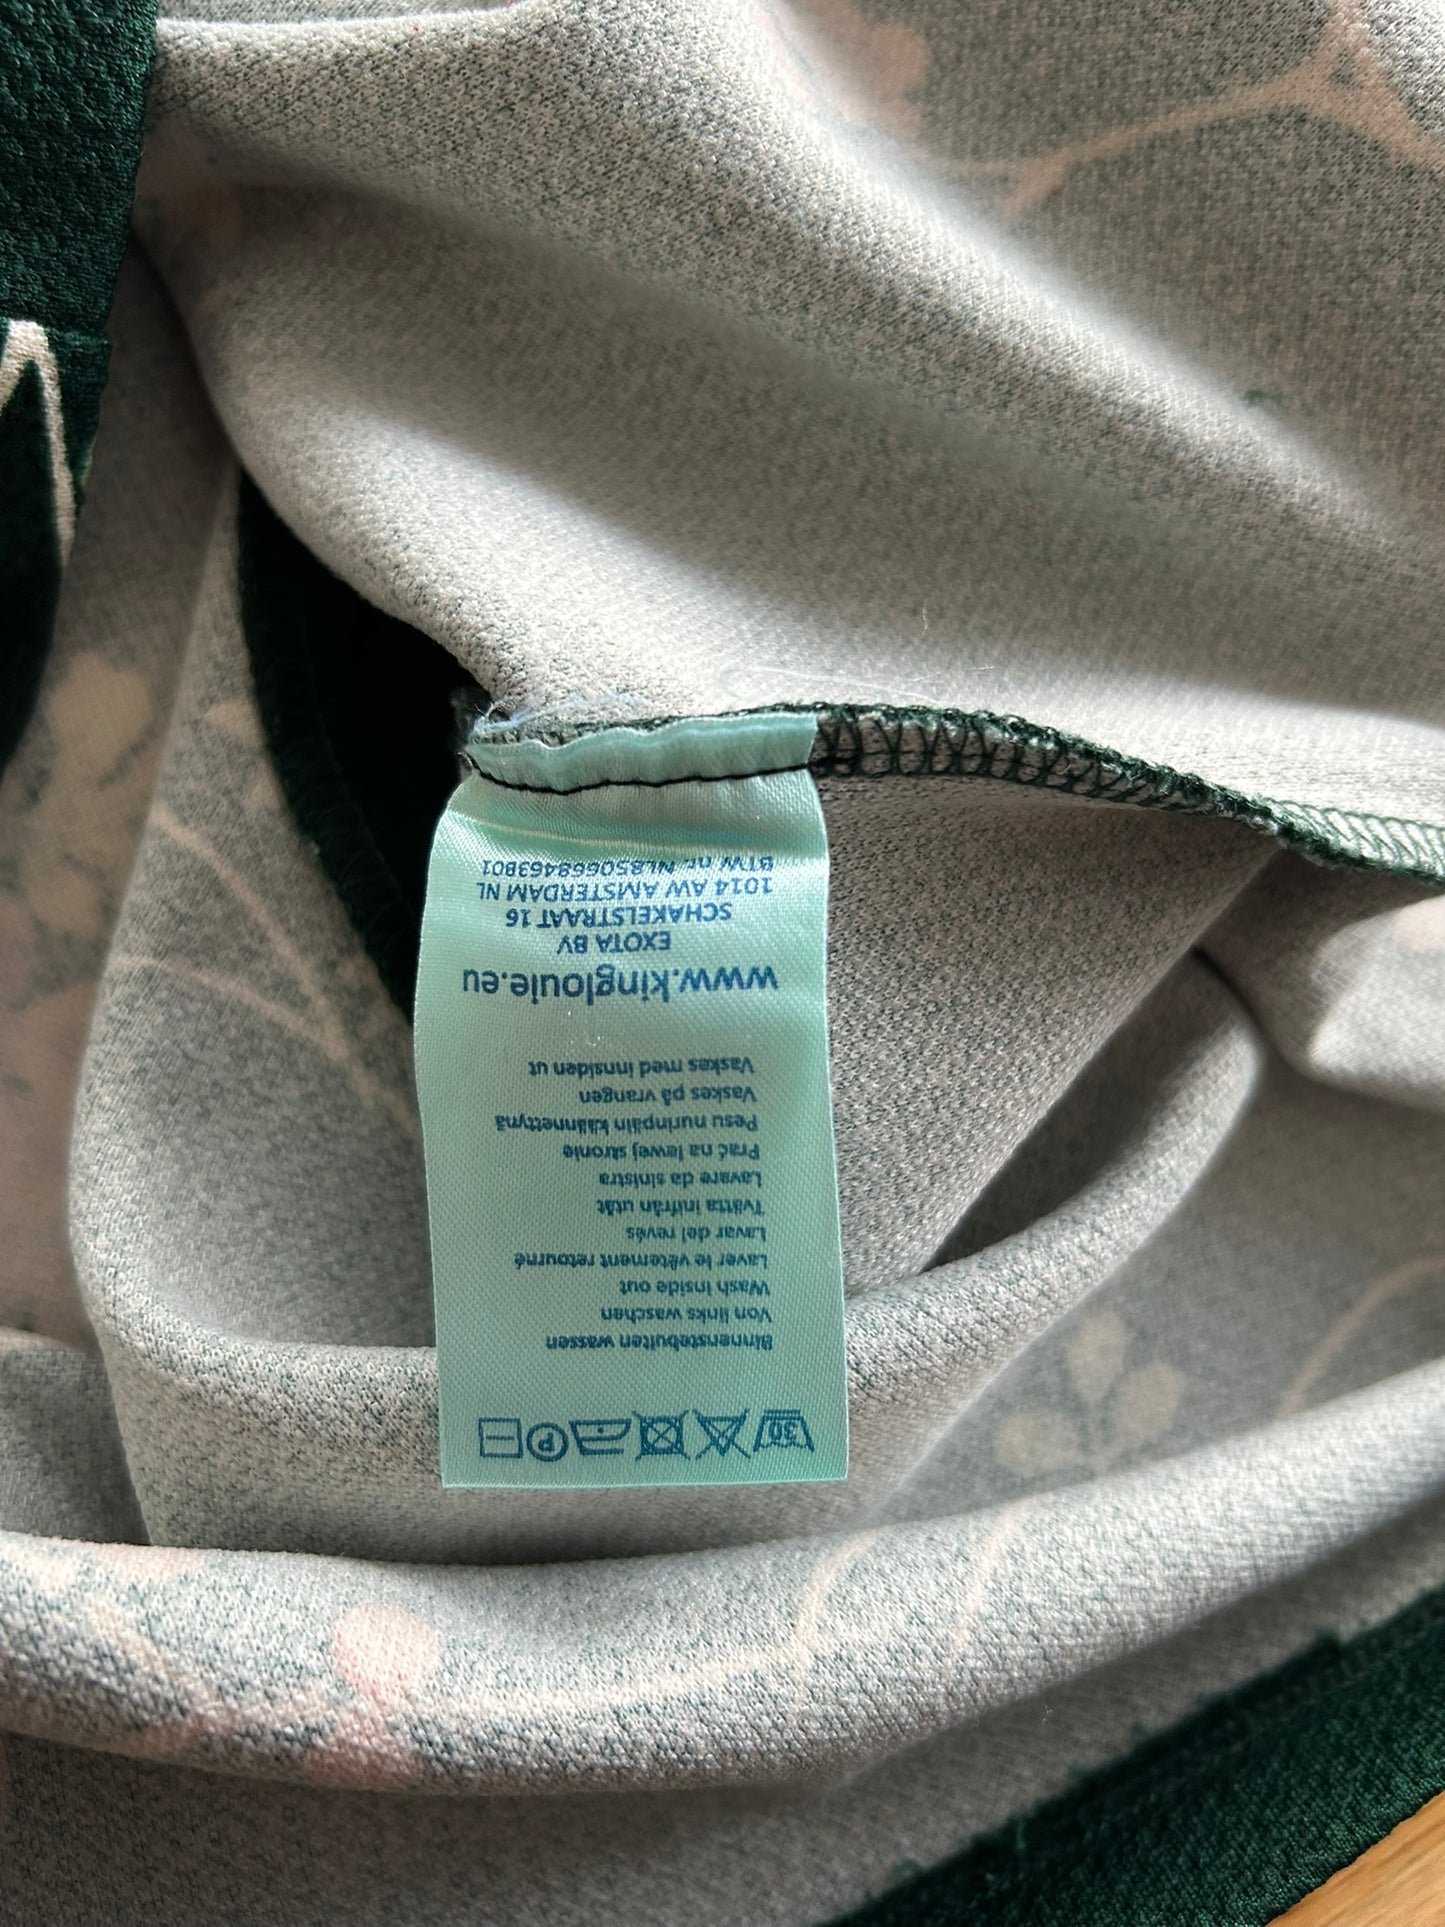 30 P
Binnenstebuiten wassen
Von links waschen
Wash inside out
Laver le vêtement retourné
Lavar del revés
Tvätta inifrån utåt
Lavare da sinistra
Prać na lewej stronie
Pesu nurinpäin käännettynä
Vaskes på vrangen
Vaskes med innsiden ut
www.kinglouie.eu
EXOTA BV
SCHAKELSTRAAT 16
1014 AW AMSTERDAM NL
BTW nr. NL850668463B01